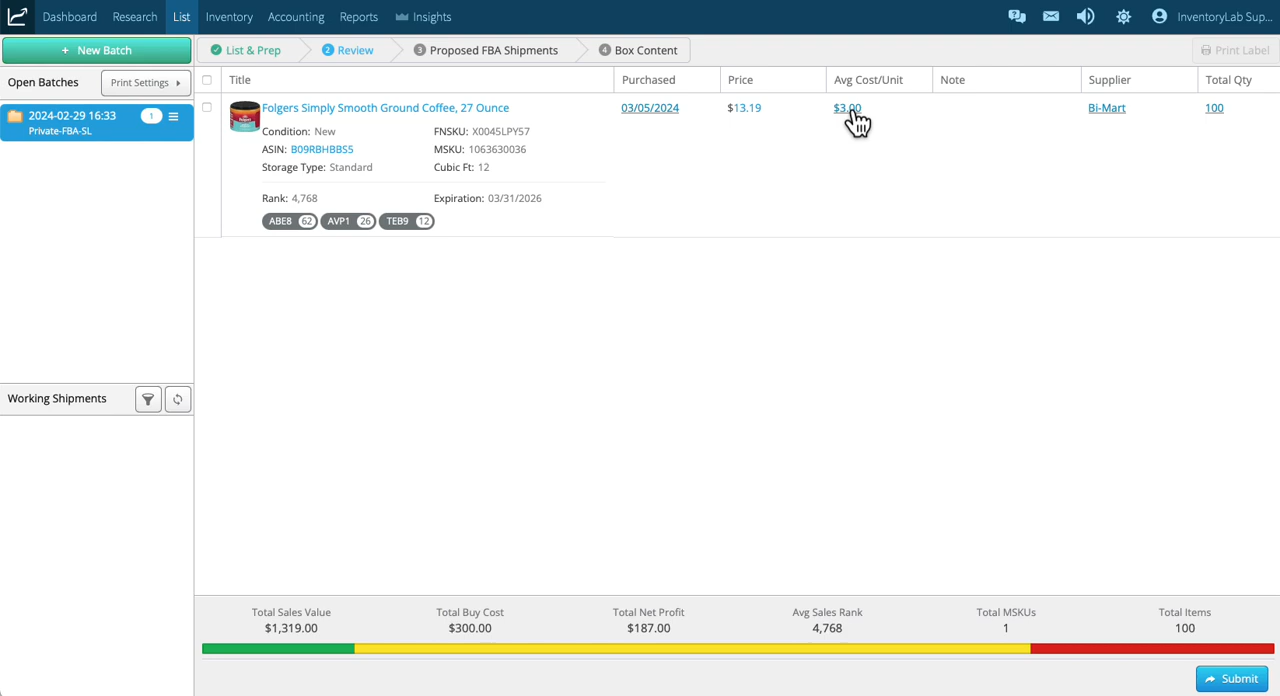 Dashboard Research List Inventory Accounting Reports Insights InventoryLab Sup...
+ New Batch
List & Prep 2 Review 3 Proposed FBA Shipments 4 Box Content Print Label
Open Batches Print Settings
Title Purchased Price Avg Cost/Unit Note Supplier Total Qty
2024-02-29 16:33 1
Private-FBA-SL
Folgers Simply Smooth Ground Coffee, 27 Ounce 03/05/2024 $13.19 $3.00 Bi-Mart 100
Condition: New FNSKU: X0045LPY57
ASIN: B09RBHBBS5 MSKU: 1063630036
Storage Type: Standard Cubic Ft: 12
Rank: 4,768 Expiration: 03/31/2026
ABE8 62 AVP1 26 TEB9 12
Working Shipments
Total Sales Value Total Buy Cost Total Net Profit Avg Sales Rank Total MSKUs Total Items
$1,319.00 $300.00 $187.00 4,768 1 100
Submit